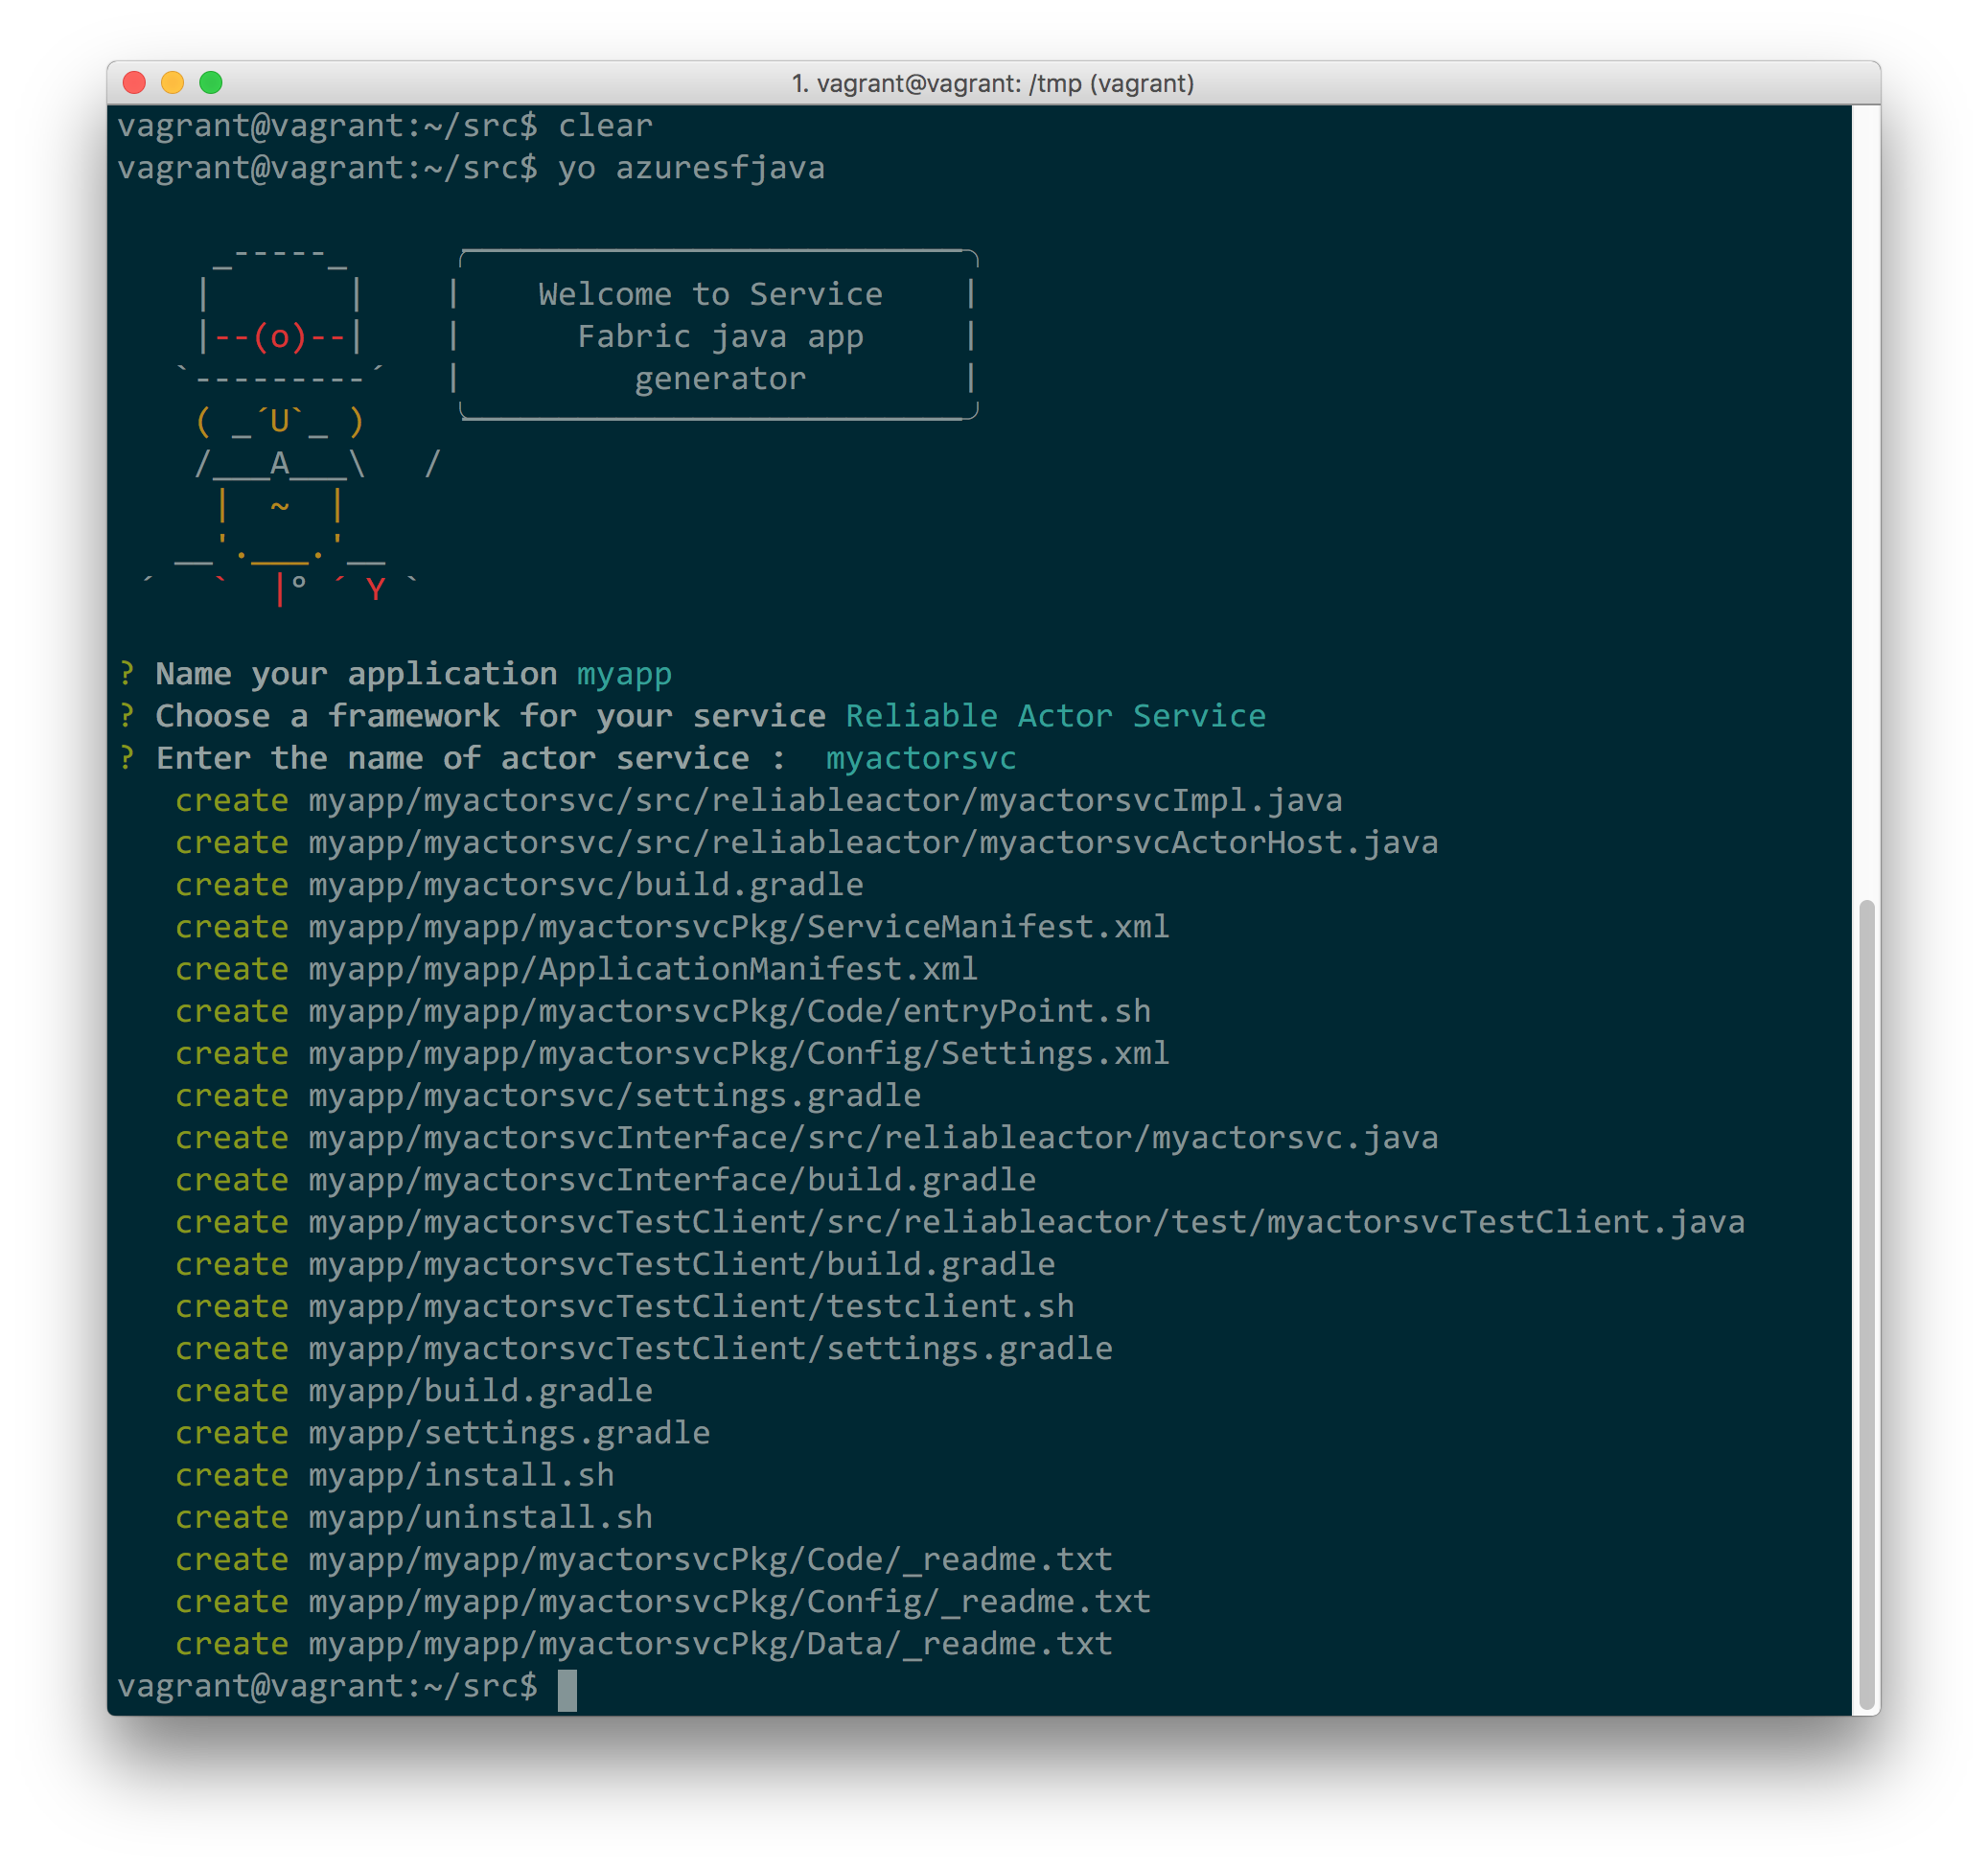 1. vagrant@vagrant: /tmp (vagrant)
vagrant@vagrant:~/src$ clear
vagrant@vagrant:~/src$ yo azuresfjava
     _-----_     ╭──────────────────────────╮
    |       |    |    Welcome to Service    |
    |--(o)--|    |      Fabric java app     |
   `---------´   |         generator        |
    ( _´U`_ )    ╰──────────────────────────╯
    /___A___\   /
     |  ~  |
   __'.___.'__
 ´   `  |° ´ Y `
? Name your application myapp
? Choose a framework for your service Reliable Actor Service
? Enter the name of actor service :  myactorsvc
   create myapp/myactorsvc/src/reliableactor/myactorsvcImpl.java
   create myapp/myactorsvc/src/reliableactor/myactorsvcActorHost.java
   create myapp/myactorsvc/build.gradle
   create myapp/myapp/myactorsvcPkg/ServiceManifest.xml
   create myapp/myapp/ApplicationManifest.xml
   create myapp/myapp/myactorsvcPkg/Code/entryPoint.sh
   create myapp/myapp/myactorsvcPkg/Config/Settings.xml
   create myapp/myactorsvc/settings.gradle
   create myapp/myactorsvcInterface/src/reliableactor/myactorsvc.java
   create myapp/myactorsvcInterface/build.gradle
   create myapp/myactorsvcTestClient/src/reliableactor/test/myactorsvcTestClient.java
   create myapp/myactorsvcTestClient/build.gradle
   create myapp/myactorsvcTestClient/testclient.sh
   create myapp/myactorsvcTestClient/settings.gradle
   create myapp/build.gradle
   create myapp/settings.gradle
   create myapp/install.sh
   create myapp/uninstall.sh
   create myapp/myapp/myactorsvcPkg/Code/_readme.txt
   create myapp/myapp/myactorsvcPkg/Config/_readme.txt
   create myapp/myapp/myactorsvcPkg/Data/_readme.txt
vagrant@vagrant:~/src$